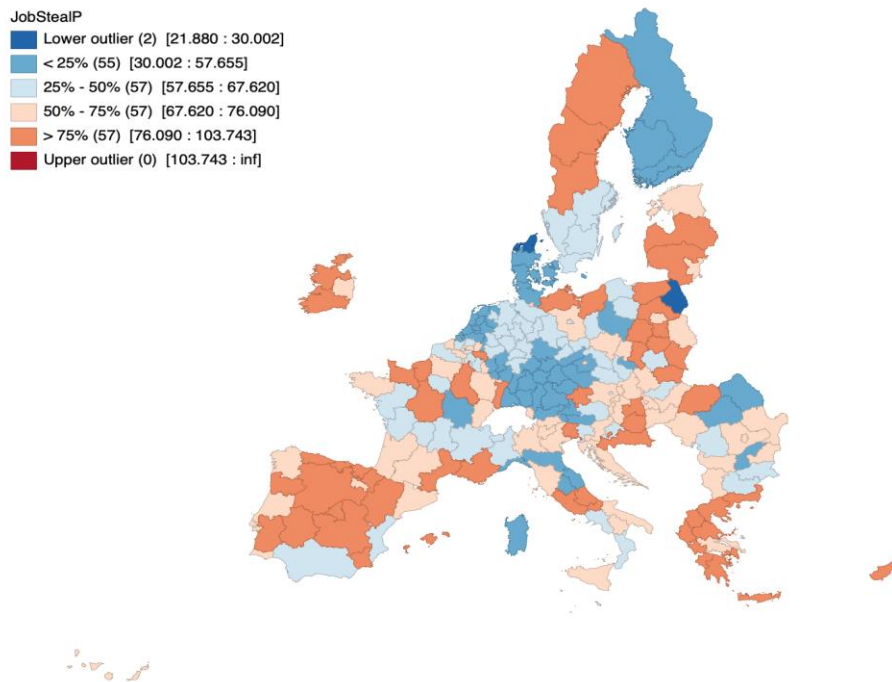 JobStealP
Lower outlier (2) [21.880 : 30.002]
< 25% (55) [30.002 : 57.655]
25% - 50% (57) [57.655 : 67.620]
50% - 75% (57) [67.620 : 76.090]
> 75% (57) [76.090 : 103.743]
Upper outlier (0) [103.743 : inf]